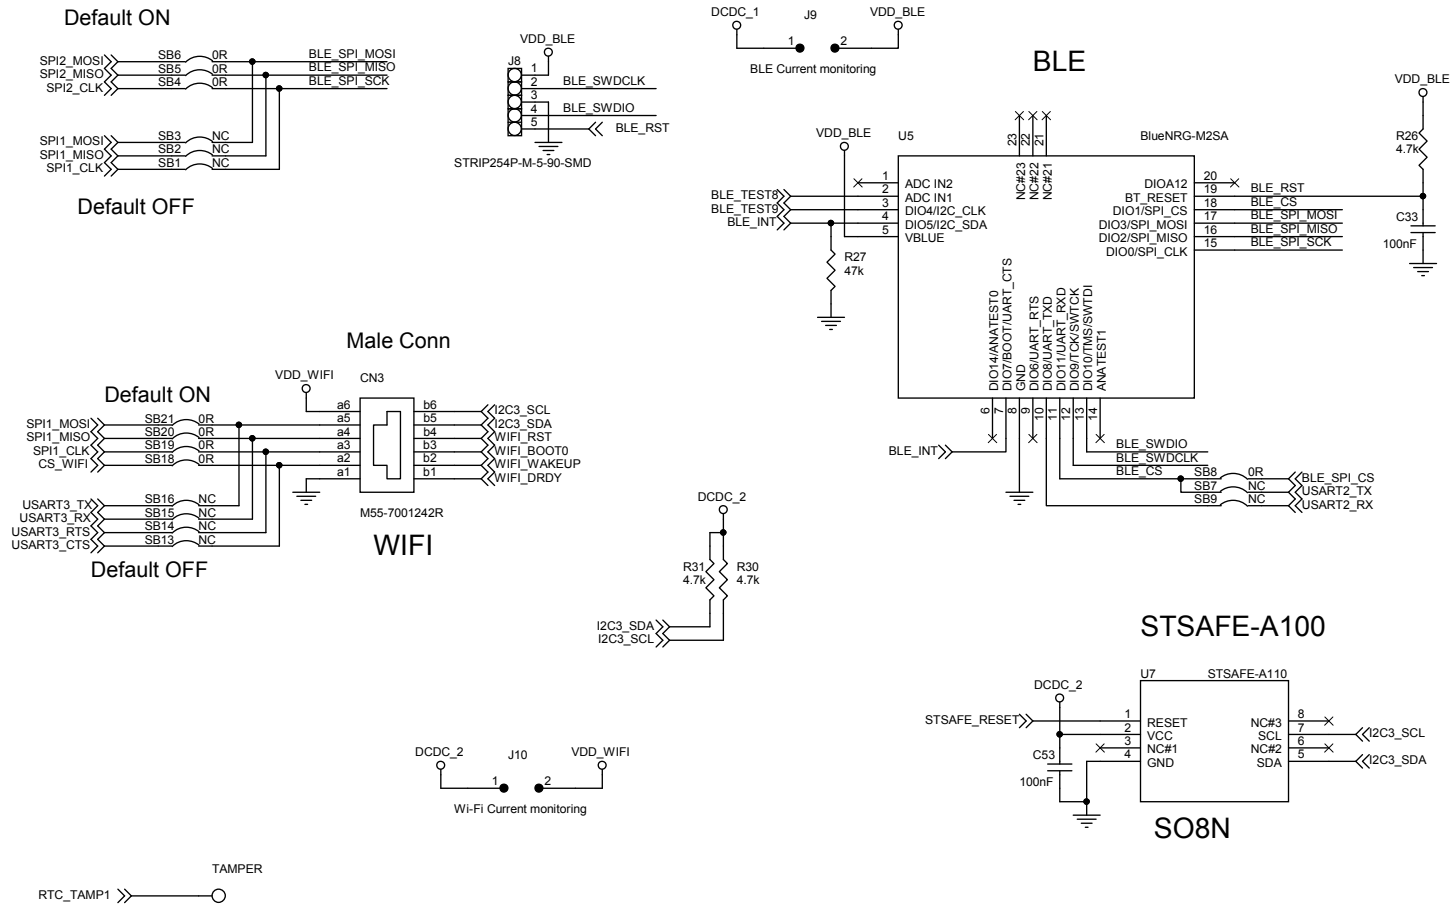 Default ON
SPI2_MOSI SB6 0R BLE_SPI_MOSI
SPI2_MISO SB5 0R BLE_SPI_MISO
SPI2_CLK SB4 0R BLE_SPI_SCK
SPI1_MOSI SB3 NC
SPI1_MISO SB2 NC
SPI1_CLK SB1 NC
Default OFF
VDD_BLE
J8
1
2 BLE_SWDCLK
3
4 BLE_SWDIO
5 BLE_RST
STRIP254P-M-5-90-SMD
DCDC_1 J9 VDD_BLE
1 2
BLE Current monitoring
BLE
VDD_BLE
R26
4.7k
C33
100nF
VDD_BLE
U5 BlueNRG-M2SA
23 22 21
NC#23 NC#22 NC#21
1 ADC IN2
BLE_TEST8 2 ADC IN1
BLE_TEST9 3 DIO4/I2C_CLK
BLE_INT 4 DIO5/I2C_SDA
5 VBLUE
DIOA12 20
BT_RESET 19 BLE_RST
DIO1/SPI_CS 18 BLE_CS
DIO3/SPI_MOSI 17 BLE_SPI_MOSI
DIO2/SPI_MISO 16 BLE_SPI_MISO
DIO0/SPI_CLK 15 BLE_SPI_SCK
R27
47k
DIO14/ANATEST0
DIO7/BOOT/UART_CTS
GND
DIO6/UART_RTS
DIO8/UART_TXD
DIO11/UART_RXD
DIO9/TCK/SWTCK
DIO10/TMS/SWTDI
ANATEST1
6 7 8 9 10 11 12 13 14
BLE_INT
BLE_SWDIO
BLE_SWDCLK
BLE_CS SB8 0R BLE_SPI_CS
SB7 NC USART2_TX
SB9 NC USART2_RX
Male Conn
VDD_WIFI CN3
Default ON
a6 b6 I2C3_SCL
SPI1_MOSI SB21 0R a5 b5 I2C3_SDA
SPI1_MISO SB20 0R a4 b4 WIFI_RST
SPI1_CLK SB19 0R a3 b3 WIFI_BOOT0
CS_WIFI SB18 0R a2 b2 WIFI_WAKEUP
a1 b1 WIFI_DRDY
USART3_TX SB16 NC
USART3_RX SB15 NC
USART3_RTS SB14 NC
USART3_CTS SB13 NC
Default OFF
M55-7001242R
WIFI
DCDC_2
R31 R30
4.7k 4.7k
I2C3_SDA
I2C3_SCL
STSAFE-A100
U7 STSAFE-A110
DCDC_2
STSAFE_RESET 1 RESET NC#3 8
2 VCC SCL 7 I2C3_SCL
3 NC#1 NC#2 6
4 GND SDA 5 I2C3_SDA
C53
100nF
SO8N
DCDC_2 J10 VDD_WIFI
1 2
Wi-Fi Current monitoring
TAMPER
RTC_TAMP1